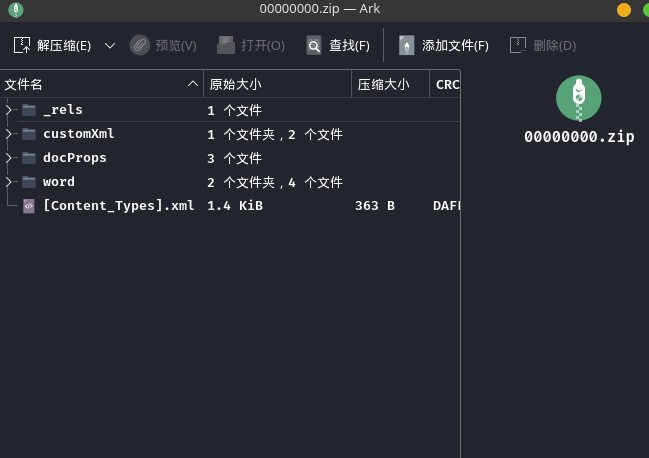 00000000.zip — Ark
解压缩(E) 预览(V) 打开(O) 查找(F) 添加文件(F) 删除(D)
文件名 原始大小 压缩大小 CRC
_rels 1 个文件
customXml 1 个文件夹，2 个文件
docProps 3 个文件
word 2 个文件夹，4 个文件
[Content_Types].xml 1.4 KiB 363 B
00000000.zip